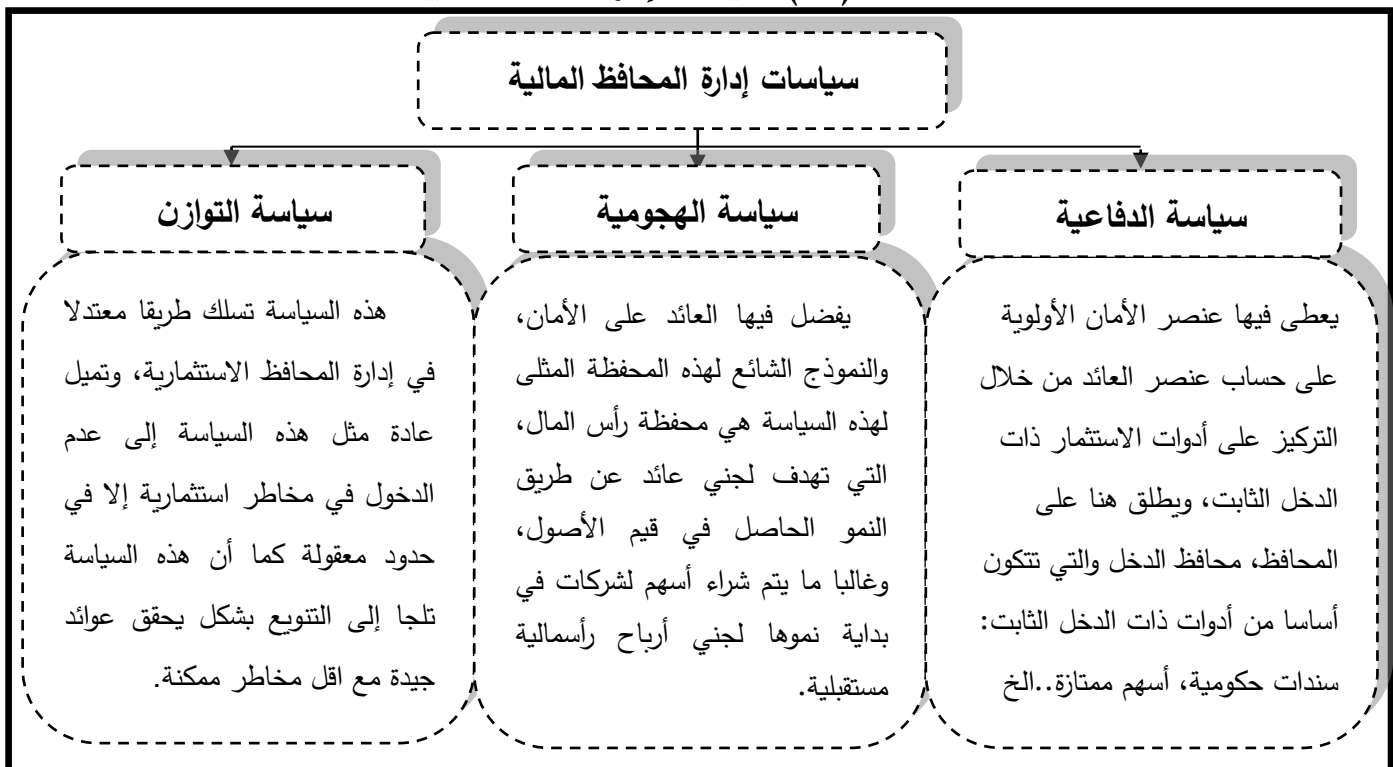 سياسات إدارة المحافظ المالية
سياسة الدفاعية
يعطى فيها عنصر الأمان الأولوية
على حساب عنصر العائد من خلال
التركيز على أدوات الاستثمار ذات
الدخل الثابت، ويطلق هنا على
المحافظ، محافظ الدخل والتي تتكون
أساسا من أدوات ذات الدخل الثابت:
سندات حكومية، أسهم ممتازة..الخ
سياسة الهجومية
يفضل فيها العائد على الأمان،
والنموذج الشائع لهذه المحفظة المثلى
لهذه السياسة هي محفظة رأس المال،
التي تهدف لجني عائد عن طريق
النمو الحاصل في قيم الأصول،
وغالبا ما يتم شراء أسهم لشركات في
بداية نموها لجني أرباح رأسمالية
مستقبلية.
سياسة التوازن
هذه السياسة تسلك طريقا معتدلا
في إدارة المحافظ الاستثمارية، وتميل
عادة مثل هذه السياسة إلى عدم
الدخول في مخاطر استثمارية إلا في
حدود معقولة كما أن هذه السياسة
تلجا إلى التنويع بشكل يحقق عوائد
جيدة مع اقل مخاطر ممكنة.